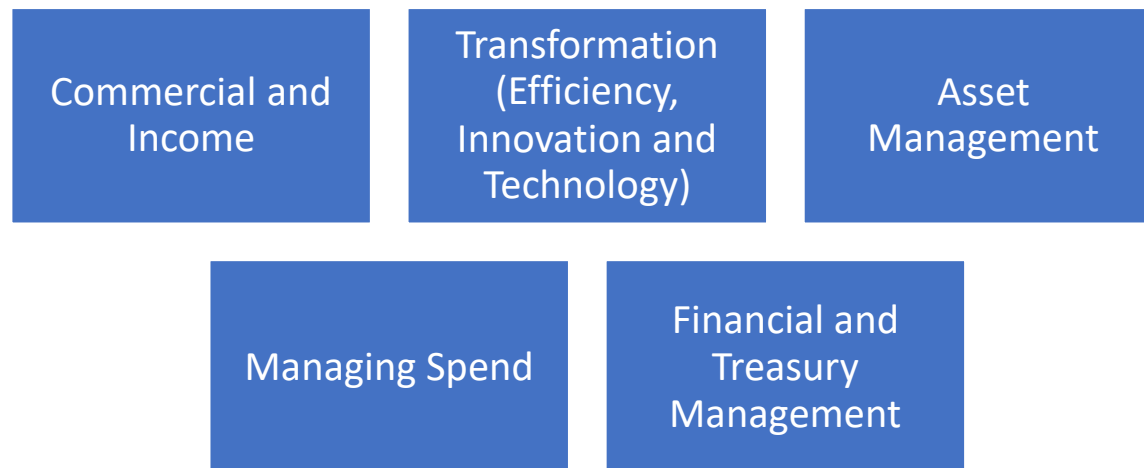 Commercial and
Income
Transformation
(Efficiency,
Innovation and
Technology)
Asset
Management
Managing Spend
Financial and
Treasury
Management